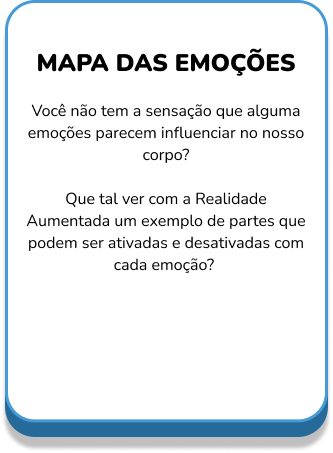 MAPA DAS EMOÇÕES
Você não tem a sensação que alguma
emoções parecem influenciar no nosso
corpo?
Que tal ver com a Realidade
Aumentada um exemplo de partes que
podem ser ativadas e desativadas com
cada emoção?